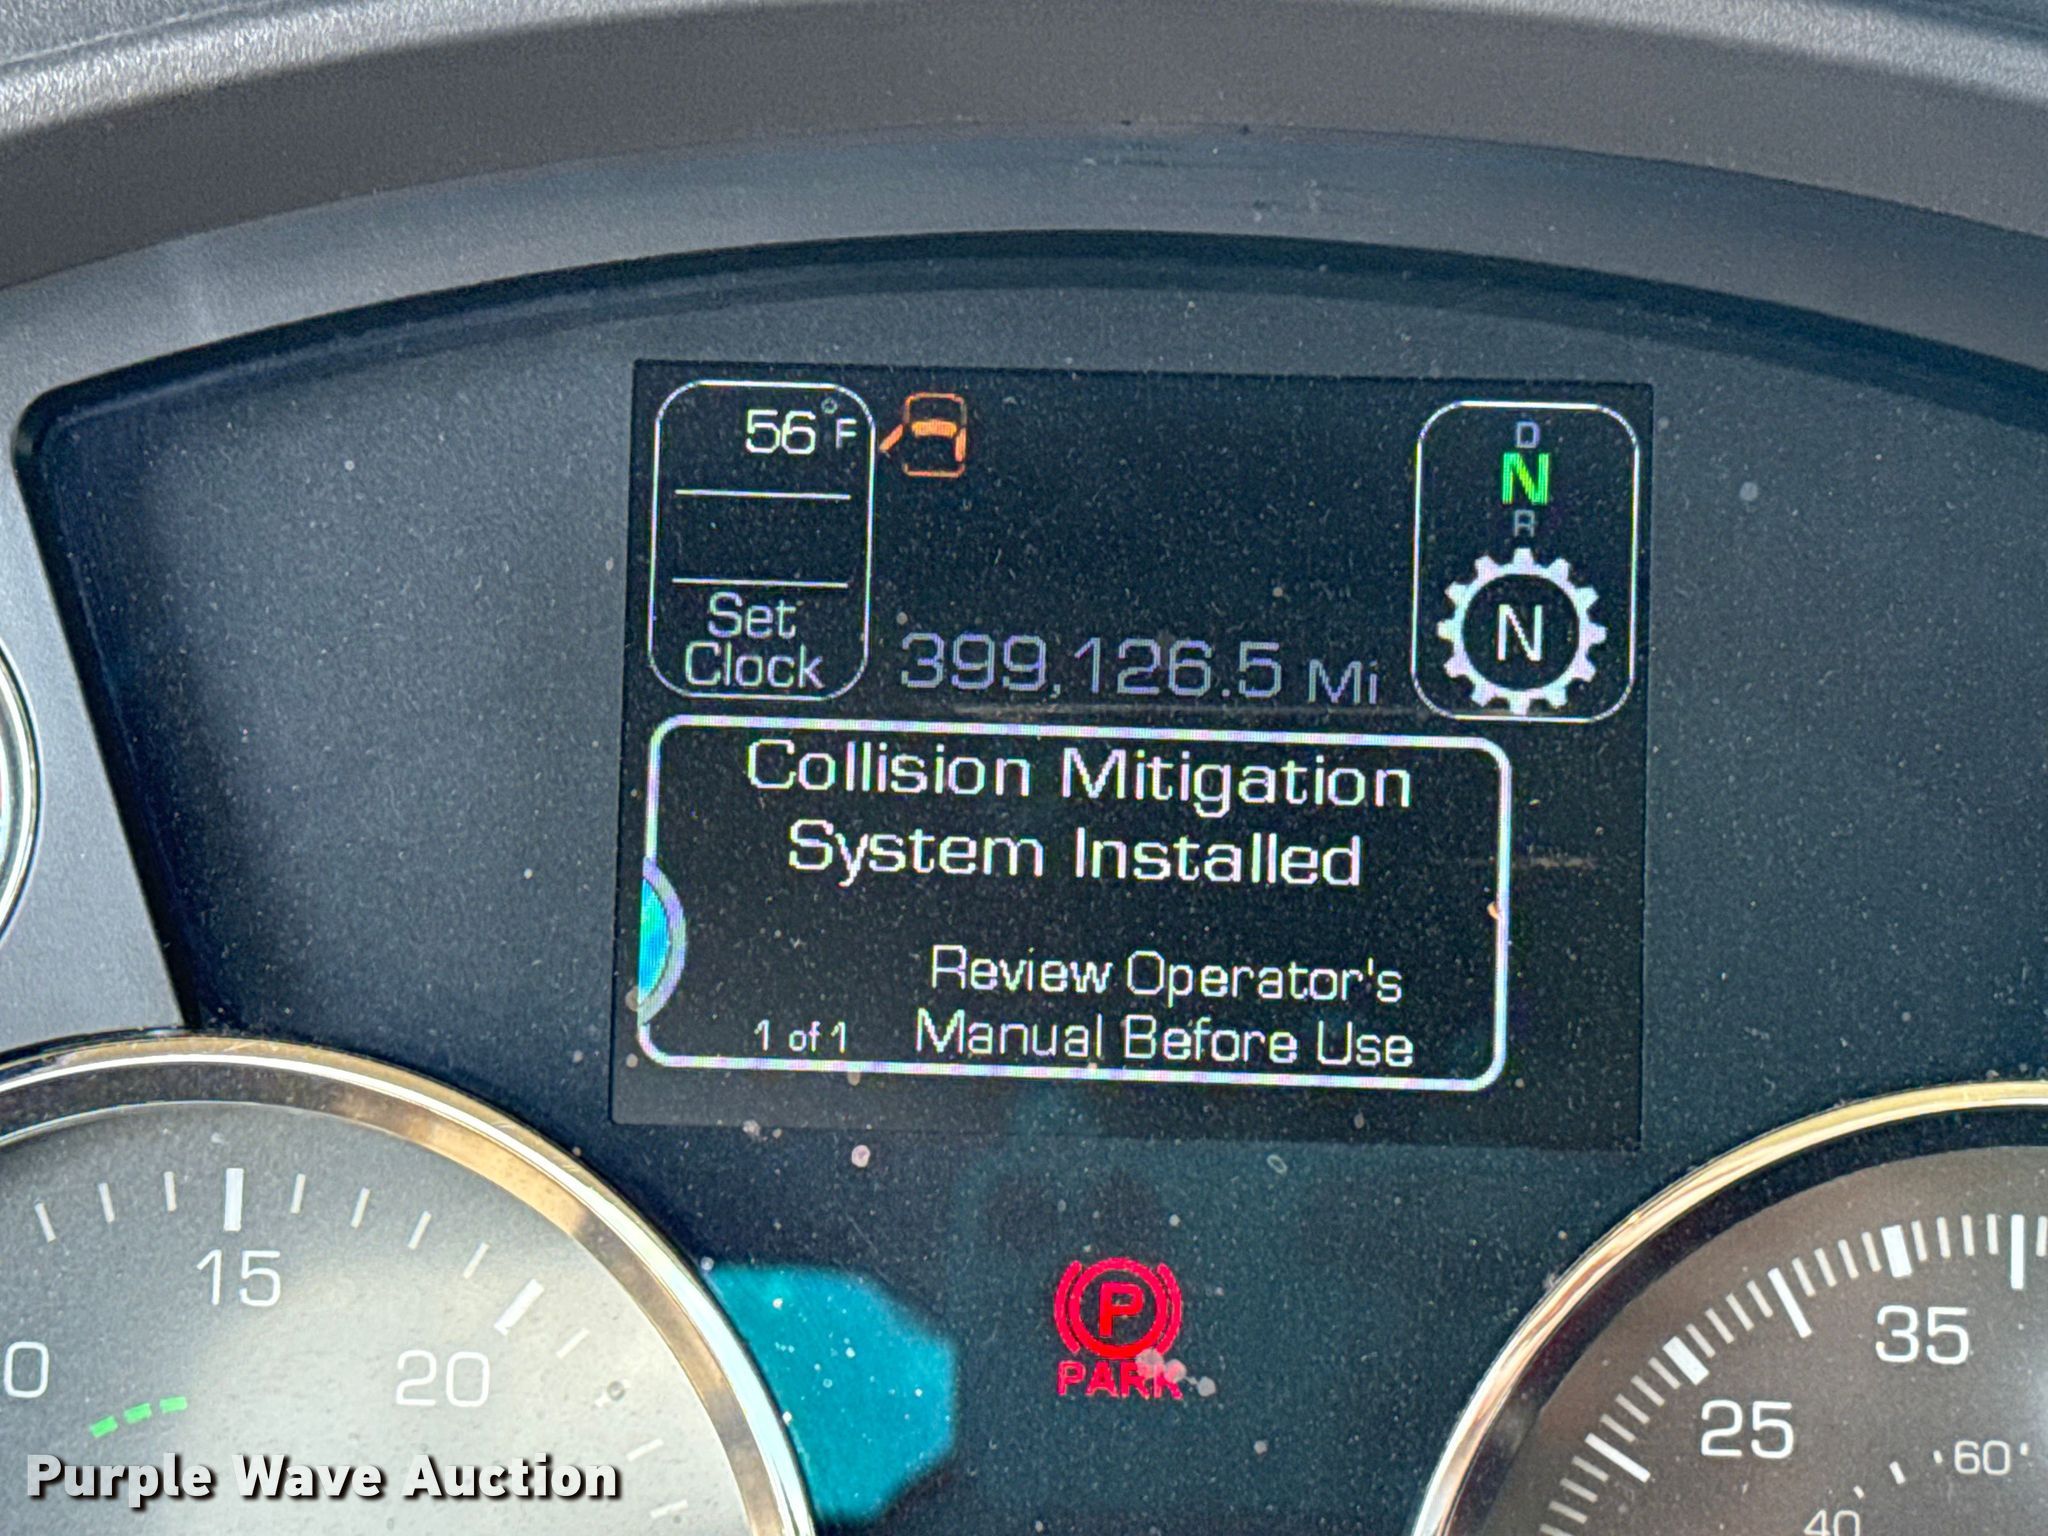 56°F
D
N
R
N
Set
Clock
399,126.5 Mi
Collision Mitigation
System Installed
Review Operator's
Manual Before Use
1 of 1
15
20
0
P
PARK
35
25
60
40
Purple Wave Auction